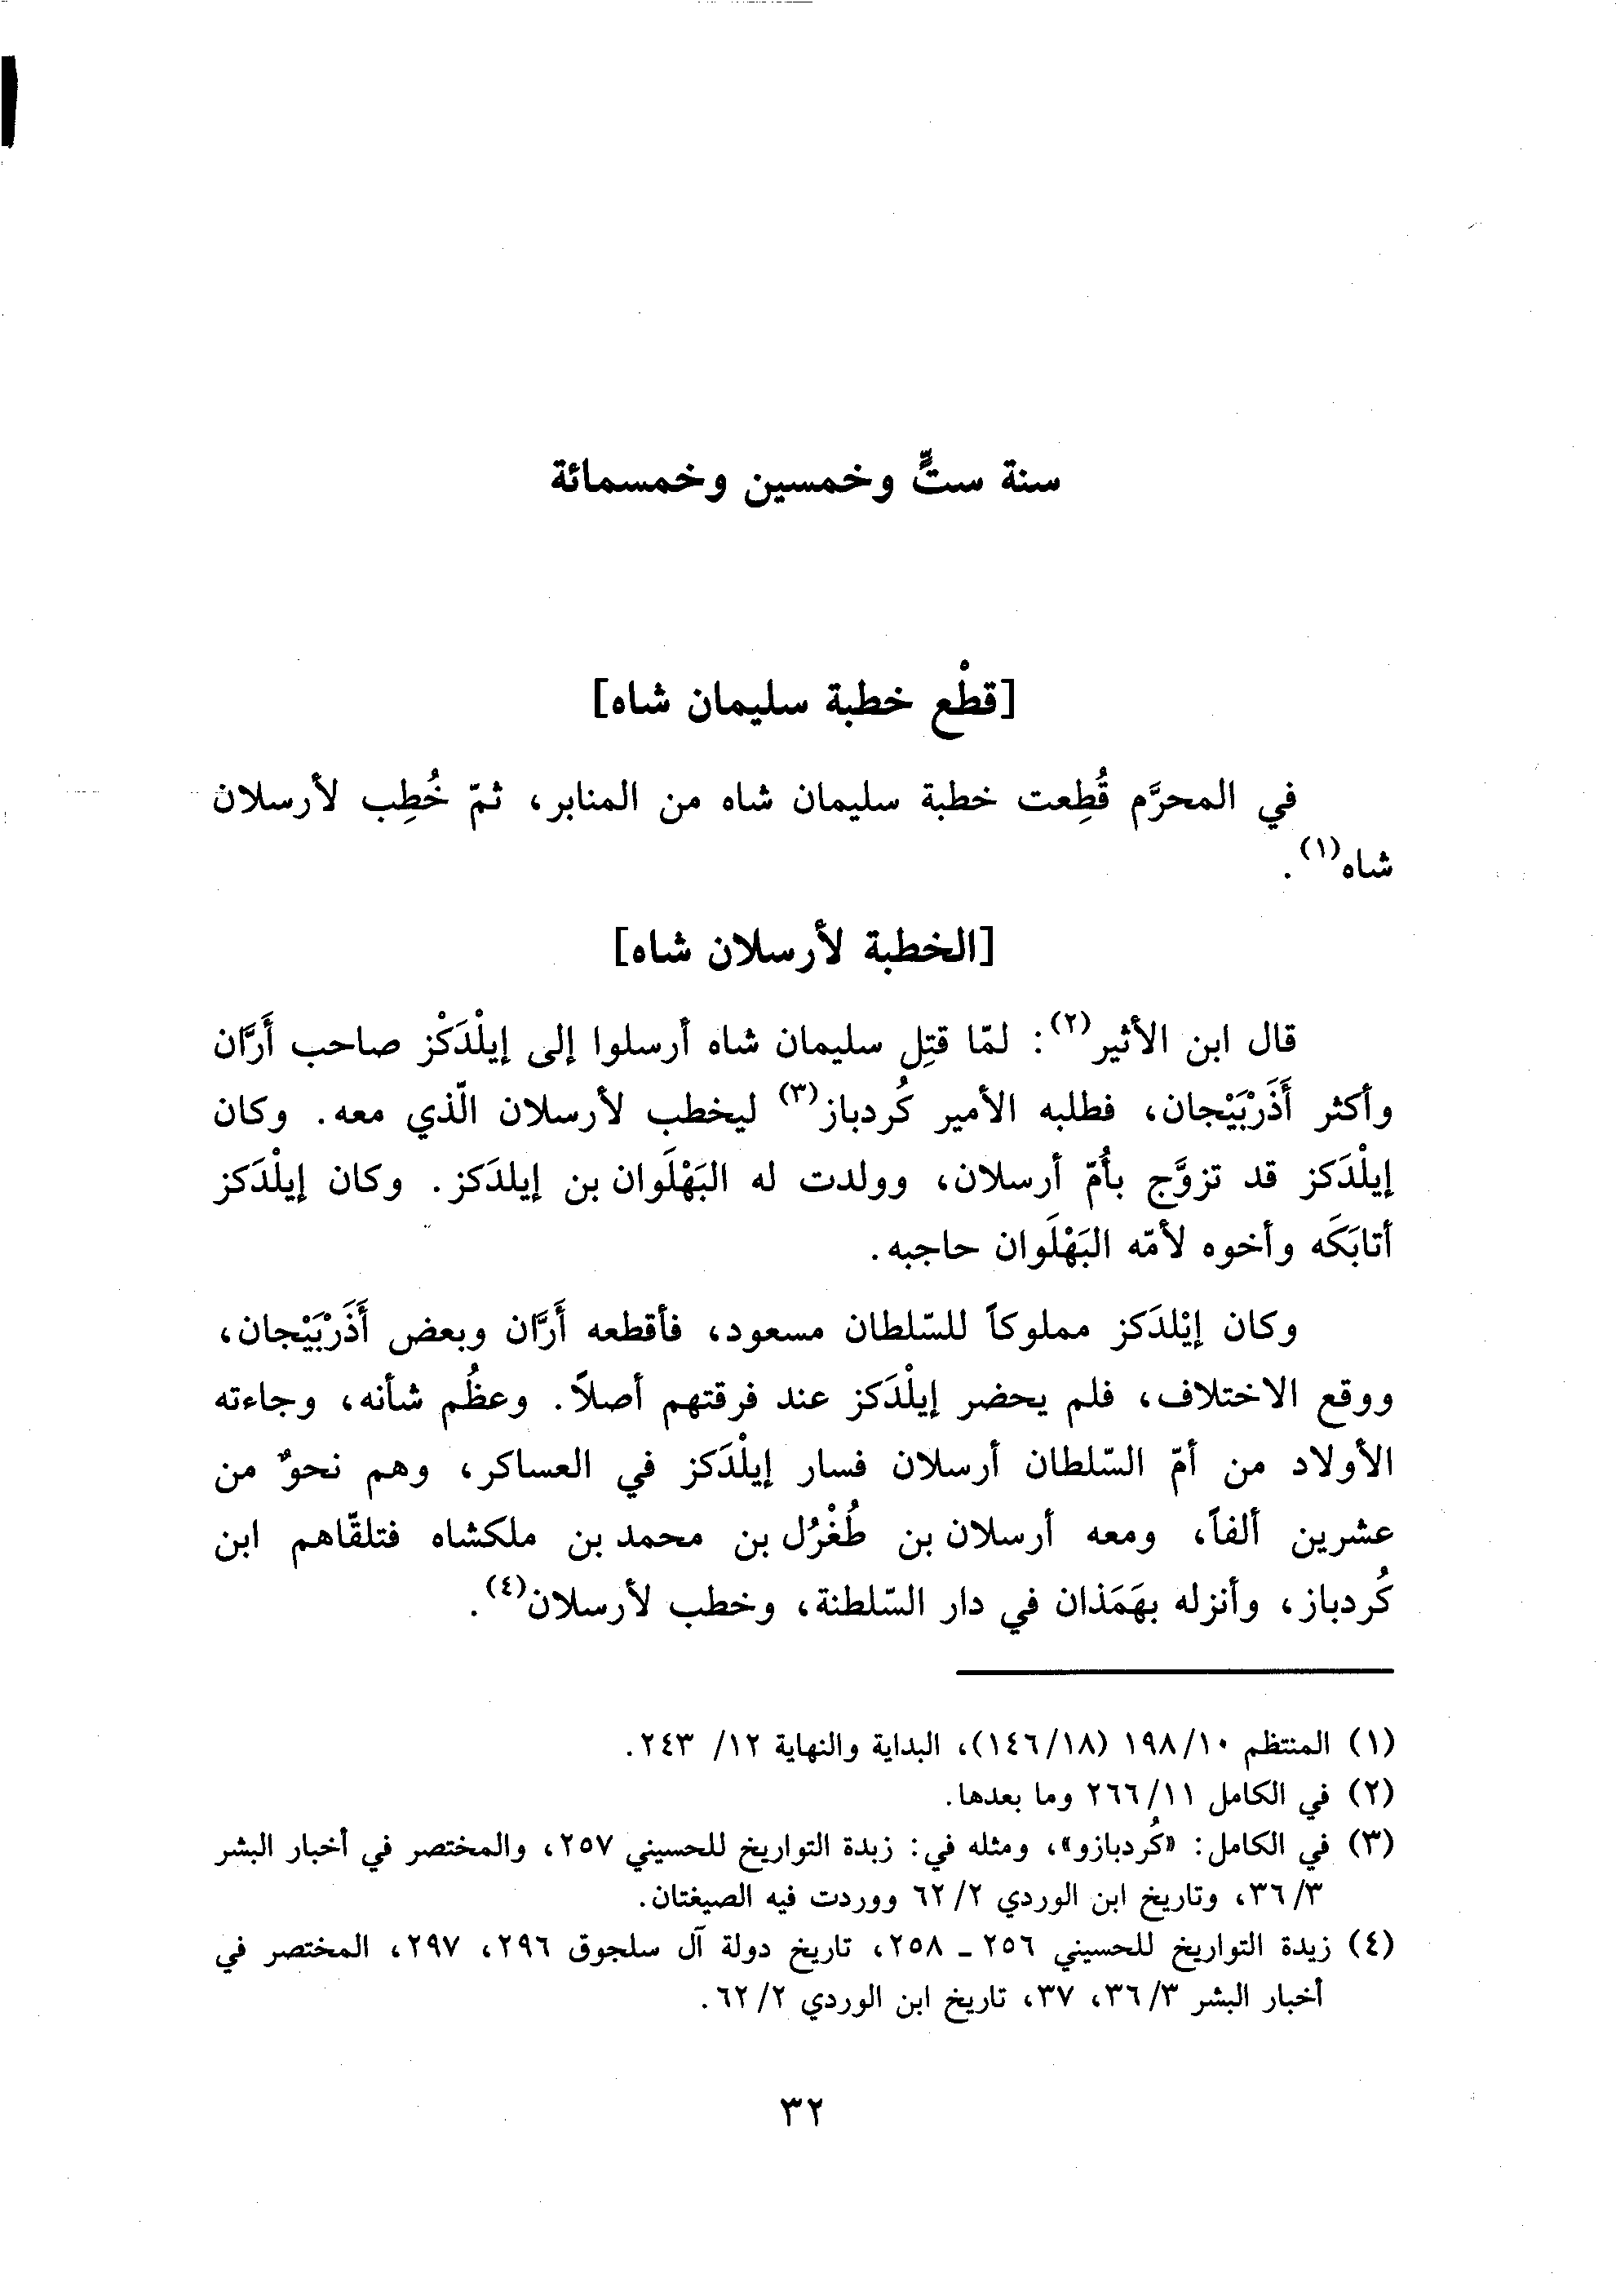 سنة ستٍّ وخمسين وخمسمائة
[قطْع خطبة سليمان شاه]
في المحرَّم قُطِعت خطبة سليمان شاه من المنابر، ثمّ خُطِب لأرسلان
شاه(١).
[الخطبة لأرسلان شاه]
قال ابن الأثير(٢): لمّا قتِل سليمان شاه أرسلوا إلى إيلْدَكْز صاحب أَرَّان
وأكثر أَذَرْبَيْجان، فطلبه الأمير كُردباز(٣) ليخطب لأرسلان الّذي معه. وكان
إيلْدَكز قد تزوَّج بأُمّ أرسلان، وولدت له البَهْلَوان بن إيلدَكز. وكان إيلْدَكز
أتابَكَه وأخوه لأمّه البَهْلَوان حاجبه.
وكان إيْلدَكز مملوكاً للسّلطان مسعود، فأقطعه أَرَّان وبعض أَذَرْبَيْجان،
ووقع الاختلاف، فلم يحضر إيلْدَكز عند فرقتهم أصلاً. وعظُم شأنه، وجاءته
الأولاد من أمّ السّلطان أرسلان فسار إيلْدَكز في العساكر، وهم نحوٌ من
عشرين ألفاً، ومعه أرسلان بن طُغْرُل بن محمد بن ملكشاه فتلقّاهم ابن
كُردباز، وأنزله بهَمَذان في دار السّلطنة، وخطب لأرسلان(٤).
(١) المنتظم ١٩٨/١٠ (١٤٦/١٨)، البداية والنهاية ١٢/ ٢٤٣.
(٢) في الكامل ٢٦٦/١١ وما بعدها.
(٣) في الكامل: «كُردبازو»، ومثله في: زبدة التواريخ للحسيني ٢٥٧، والمختصر في أخبار البشر
٣٦/٣، وتاريخ ابن الوردي ٦٢/٢ ووردت فيه الصيغتان.
(٤) زبدة التواريخ للحسيني ٢٥٦ ـ ٢٥٨، تاريخ دولة آل سلجوق ٢٩٦، ٢٩٧، المختصر في
أخبار البشر ٣٦/٣، ٣٧، تاريخ ابن الوردي ٦٢/٢.
٣٢